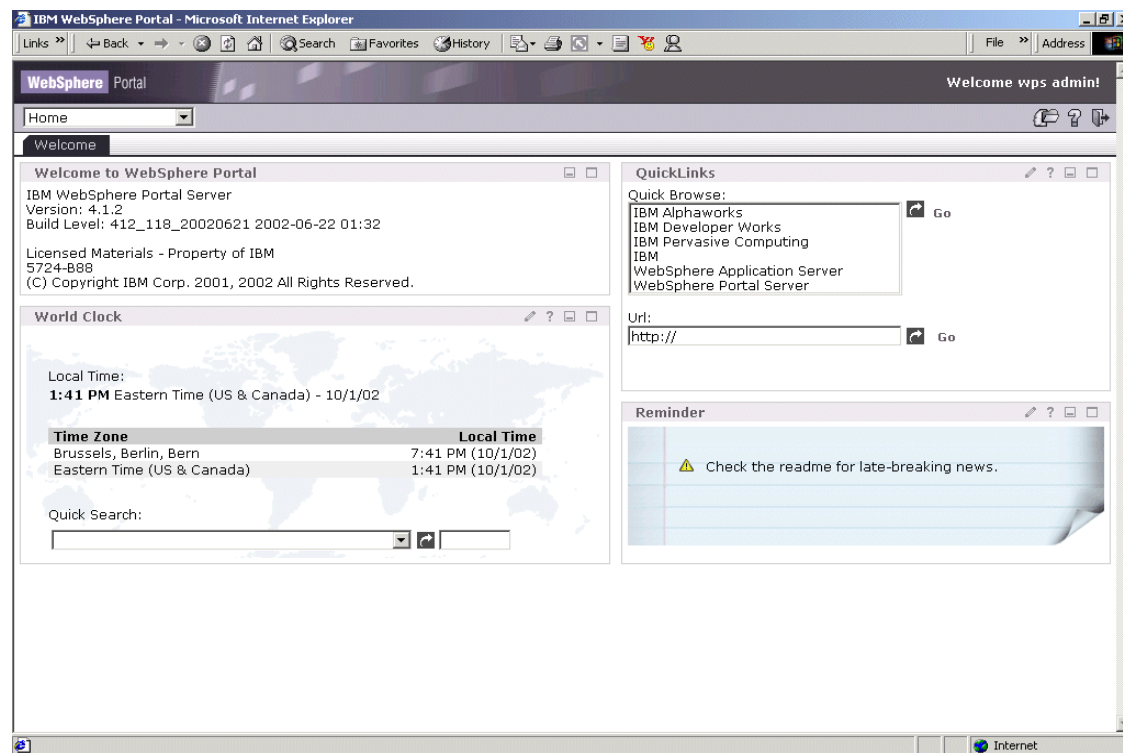 IBM WebSphere Portal - Microsoft Internet Explorer
Links » Back Search Favorites History File » Address
WebSphere Portal Welcome wps admin!
Home
Welcome
Welcome to WebSphere Portal
IBM WebSphere Portal Server
Version: 4.1.2
Build Level: 412_118_20020621 2002-06-22 01:32
Licensed Materials - Property of IBM
5724-B88
(C) Copyright IBM Corp. 2001, 2002 All Rights Reserved.
World Clock
Local Time:
1:41 PM Eastern Time (US & Canada) - 10/1/02
Time Zone Local Time
Brussels, Berlin, Bern 7:41 PM (10/1/02)
Eastern Time (US & Canada) 1:41 PM (10/1/02)
Quick Search:
QuickLinks
Quick Browse:
IBM Alphaworks
Go
IBM Developer Works
IBM Pervasive Computing
IBM
WebSphere Application Server
WebSphere Portal Server
Url:
http:// Go
Reminder
Check the readme for late-breaking news.
Internet